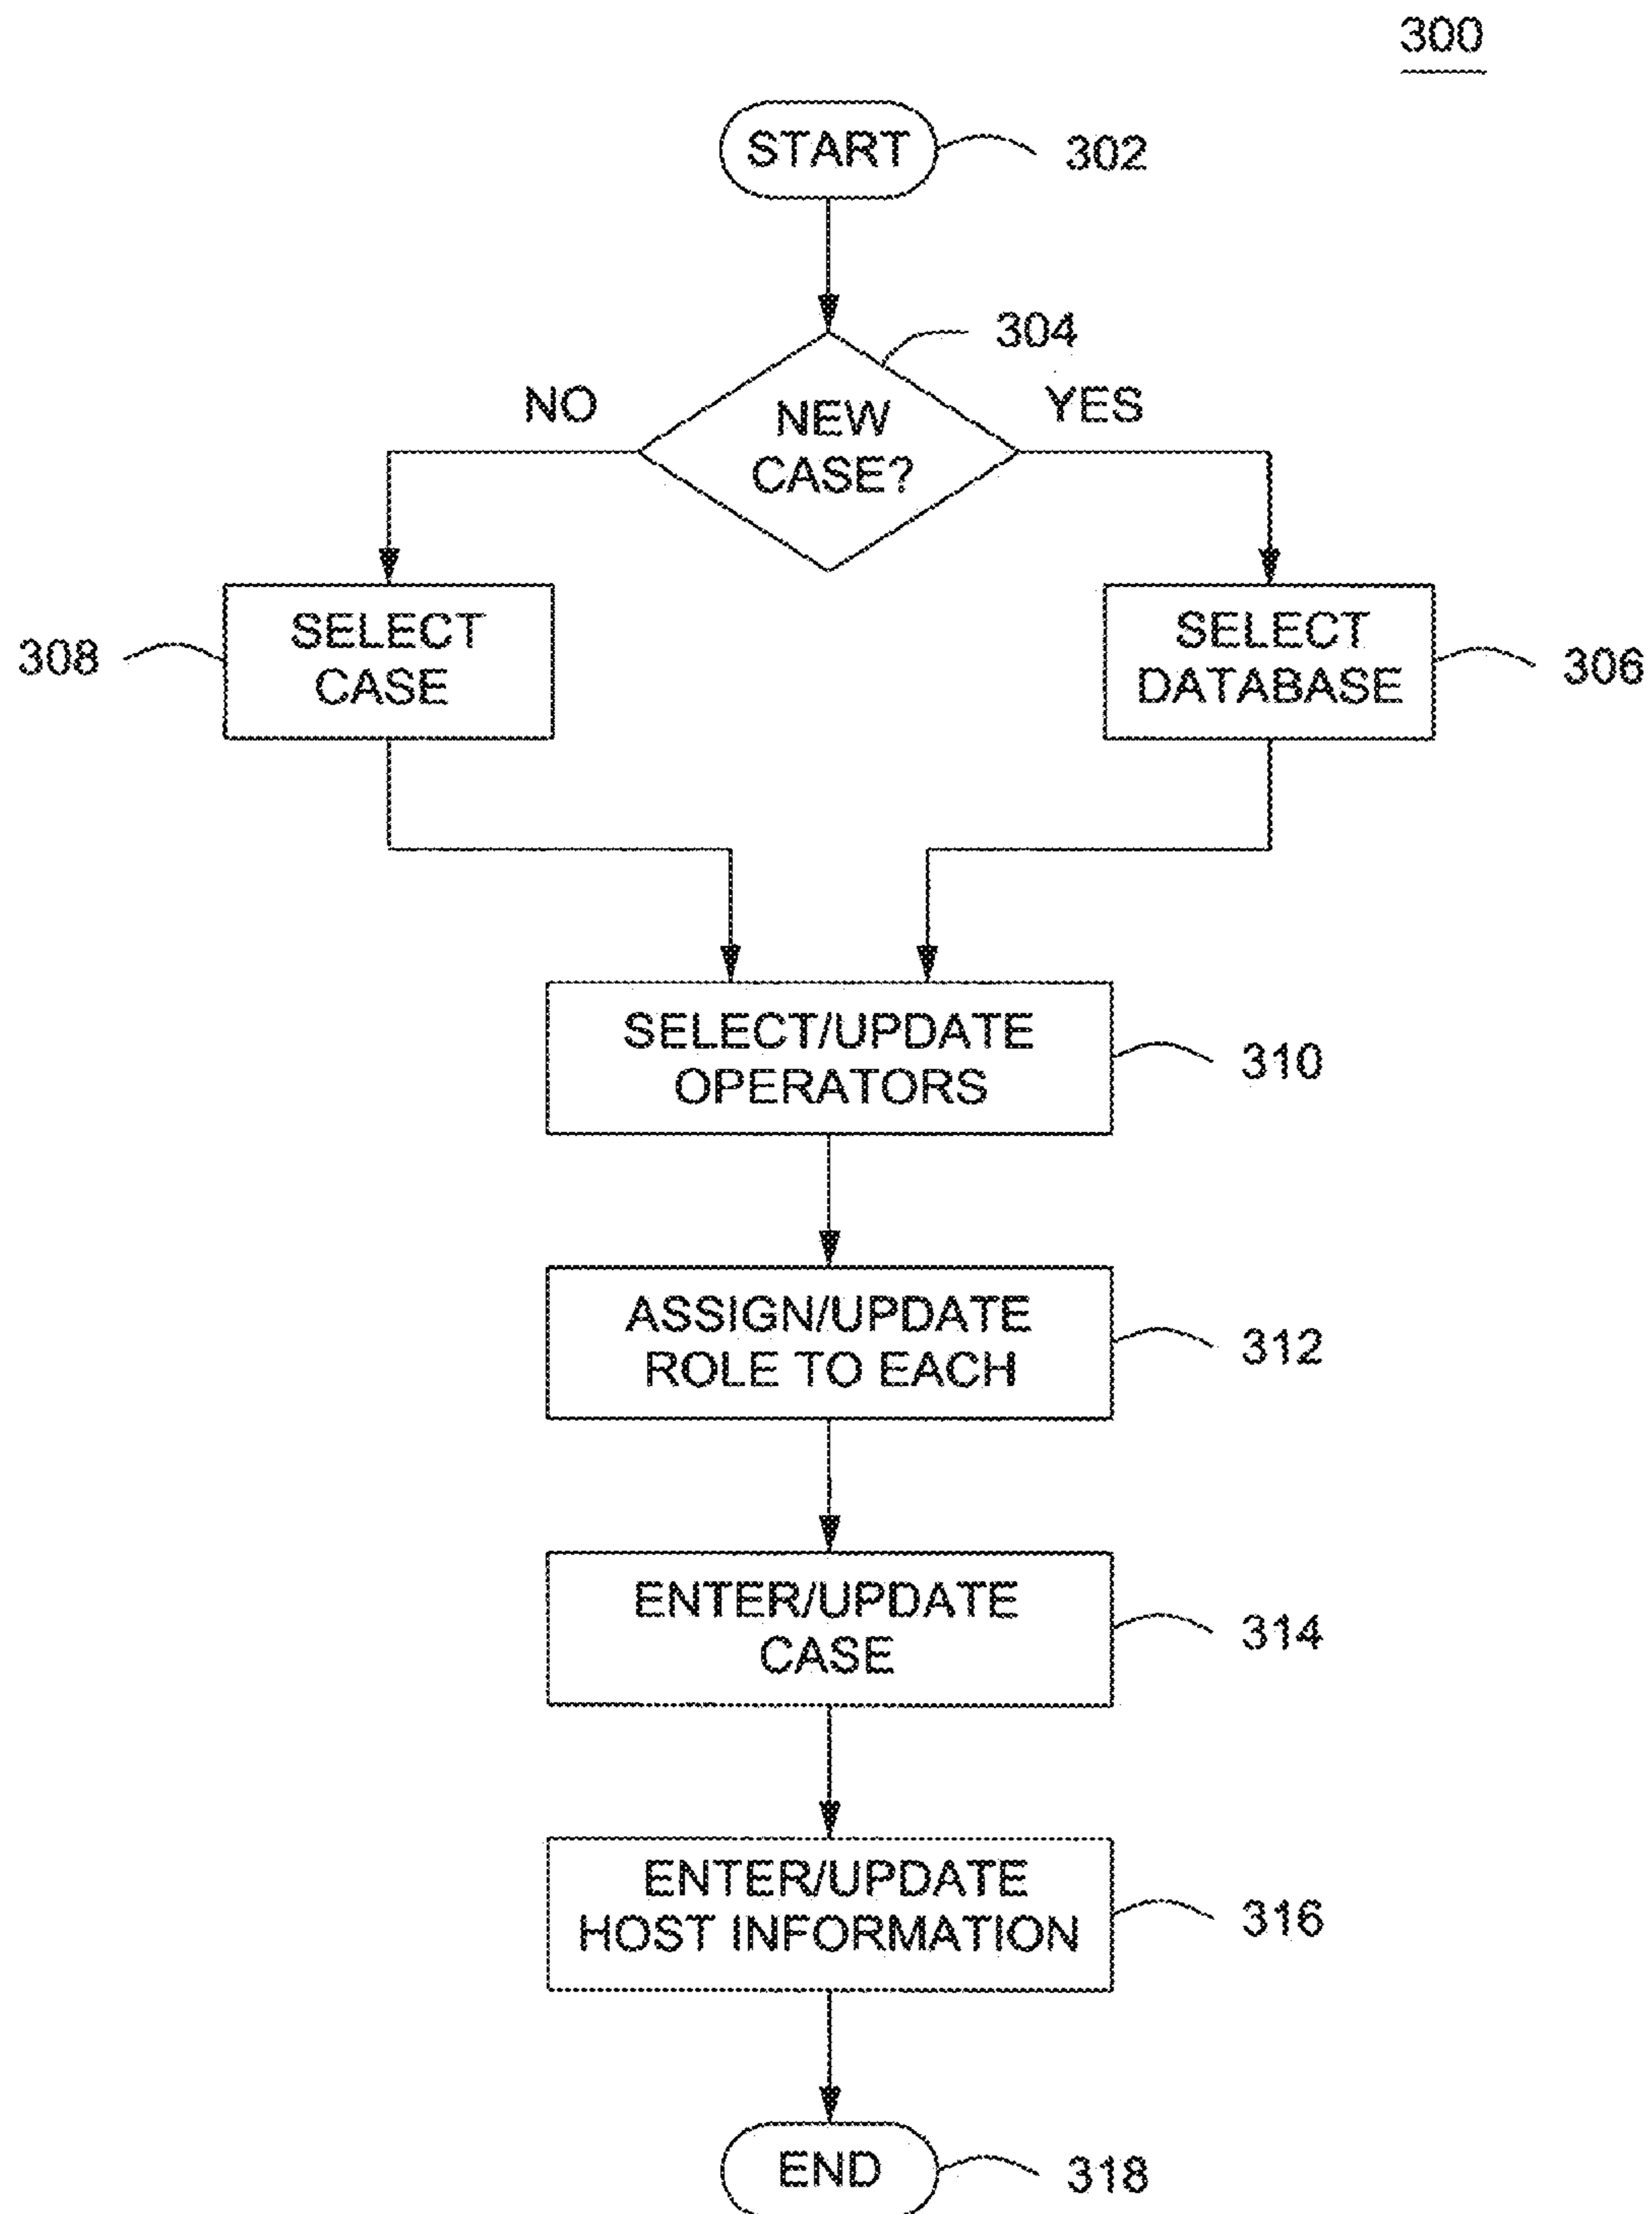 300
START
302
304
NO
NEW
YES
CASE?
SELECT
CASE
308
SELECT
DATABASE
306
SELECT/UPDATE
OPERATORS
310
ASSIGN/UPDATE
ROLE TO EACH
312
ENTER/UPDATE
CASE
314
ENTER/UPDATE
HOST INFORMATION
316
END
318